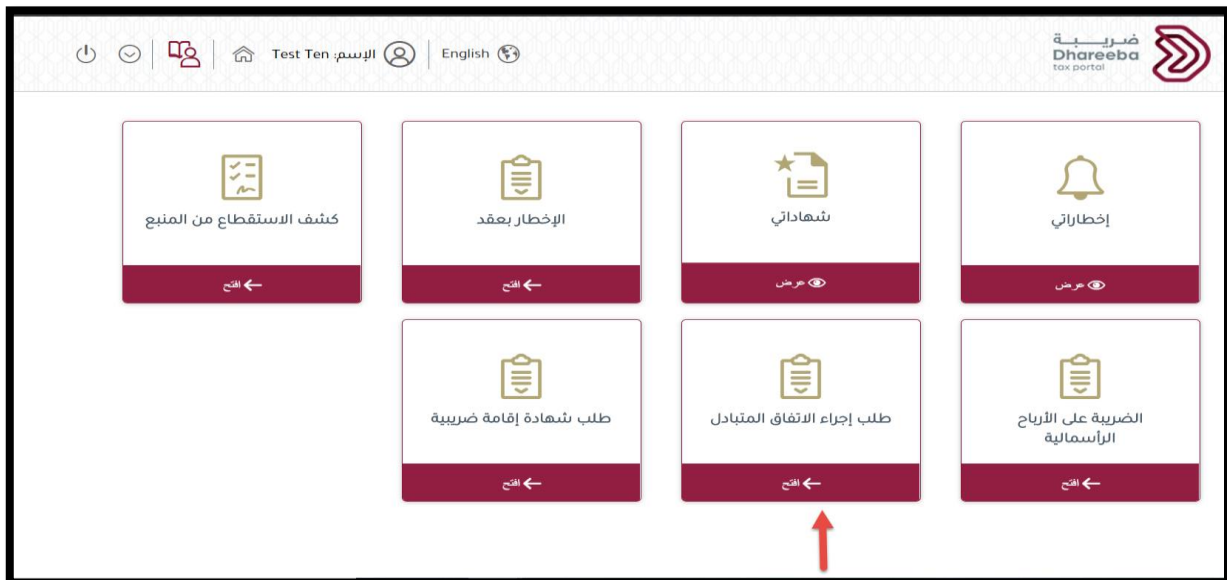 ضريبة
Dhareeba
tax portal
English
الإسم: Test Ten
إخطاراتي
عرض
شهاداتي
عرض
الإخطار بعقد
افتح
كشف الاستقطاع من المنبع
افتح
الضريبة على الأرباح
الرأسمالية
افتح
طلب إجراء الاتفاق المتبادل
افتح
طلب شهادة إقامة ضريبية
افتح